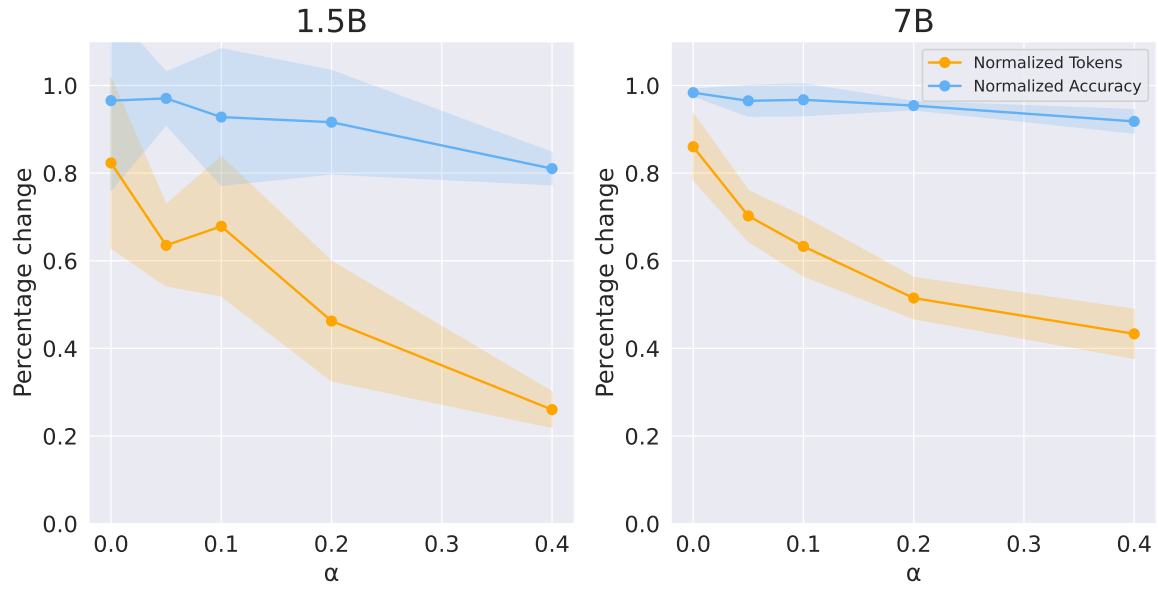 1.5B
Percentage change
1.0
0.8
0.6
0.4
0.2
0.0
0.0 0.1 0.2 0.3 0.4
α
7B
Normalized Tokens
Normalized Accuracy
Percentage change
1.0
0.8
0.6
0.4
0.2
0.0
0.0 0.1 0.2 0.3 0.4
α